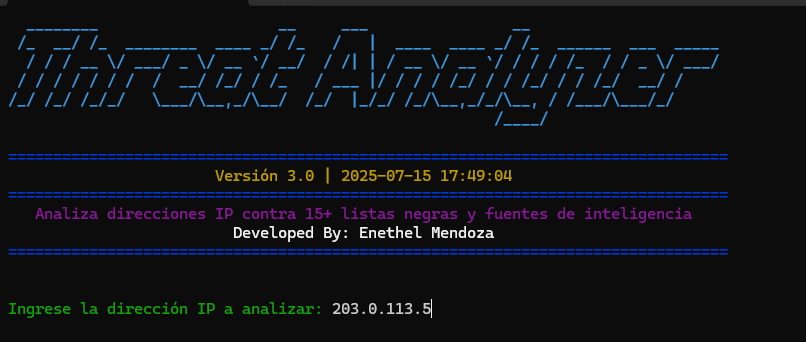 Threat Analyzer
Versión 3.0 | 2025-07-15 17:49:04
Analiza direcciones IP contra 15+ listas negras y fuentes de inteligencia
Developed By: Enethel Mendoza
Ingrese la dirección IP a analizar: 203.0.113.5